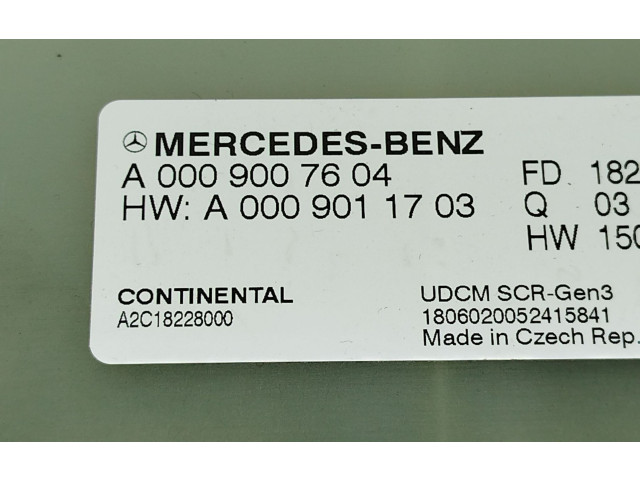 MERCEDES-BENZ
A 000 900 76 04
HW: A 000 901 17 03
FD 182
Q 03
HW 150
CONTINENTAL
A2C18228000
UDCM SCR-Gen3
1806020052415841
Made in Czech Rep.